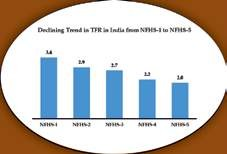 Declining Trend in TFR in India from NFHS-1 to NFHS-5
3.4
2.9
2.7
2.2
2.0
NFHS-1 NFHS-2 NFHS-3 NFHS-4 NFHS-5